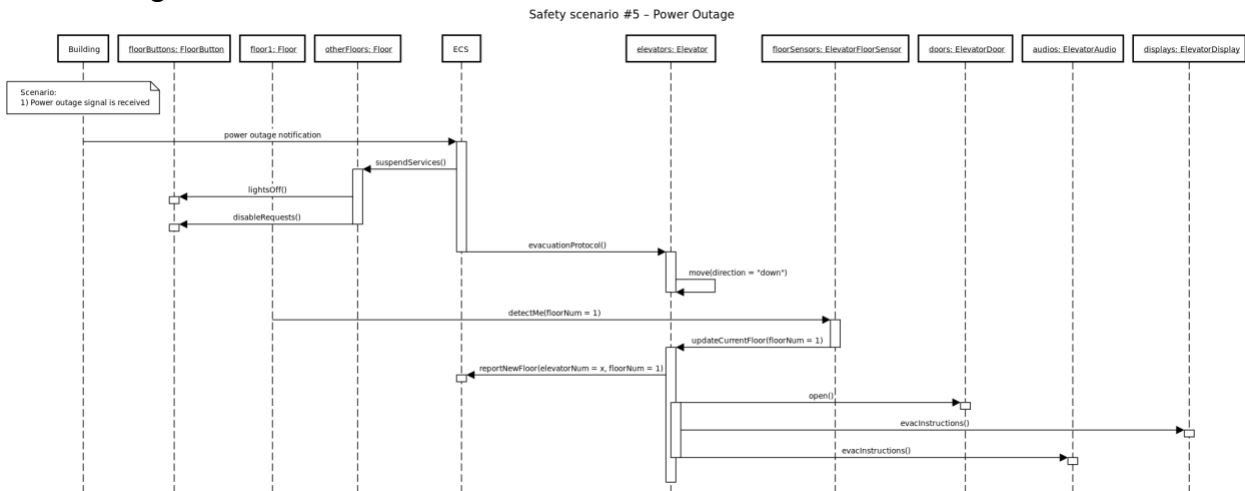 Safety scenario #5 – Power Outage
Building
floorButtons: FloorButton
floor1: Floor
otherFloors: Floor
ECS
elevators: Elevator
floorSensors: ElevatorFloorSensor
doors: ElevatorDoor
audios: ElevatorAudio
displays: ElevatorDisplay
Scenario:
1) Power outage signal is received
power outage notification
suspendServices()
lightsOff()
disableRequests()
evacuationProtocol()
move(direction = "down")
detectMe(floorNum = 1)
updateCurrentFloor(floorNum = 1)
reportNewFloor(elevatorNum = x, floorNum = 1)
open()
evacInstructions()
evacInstructions()